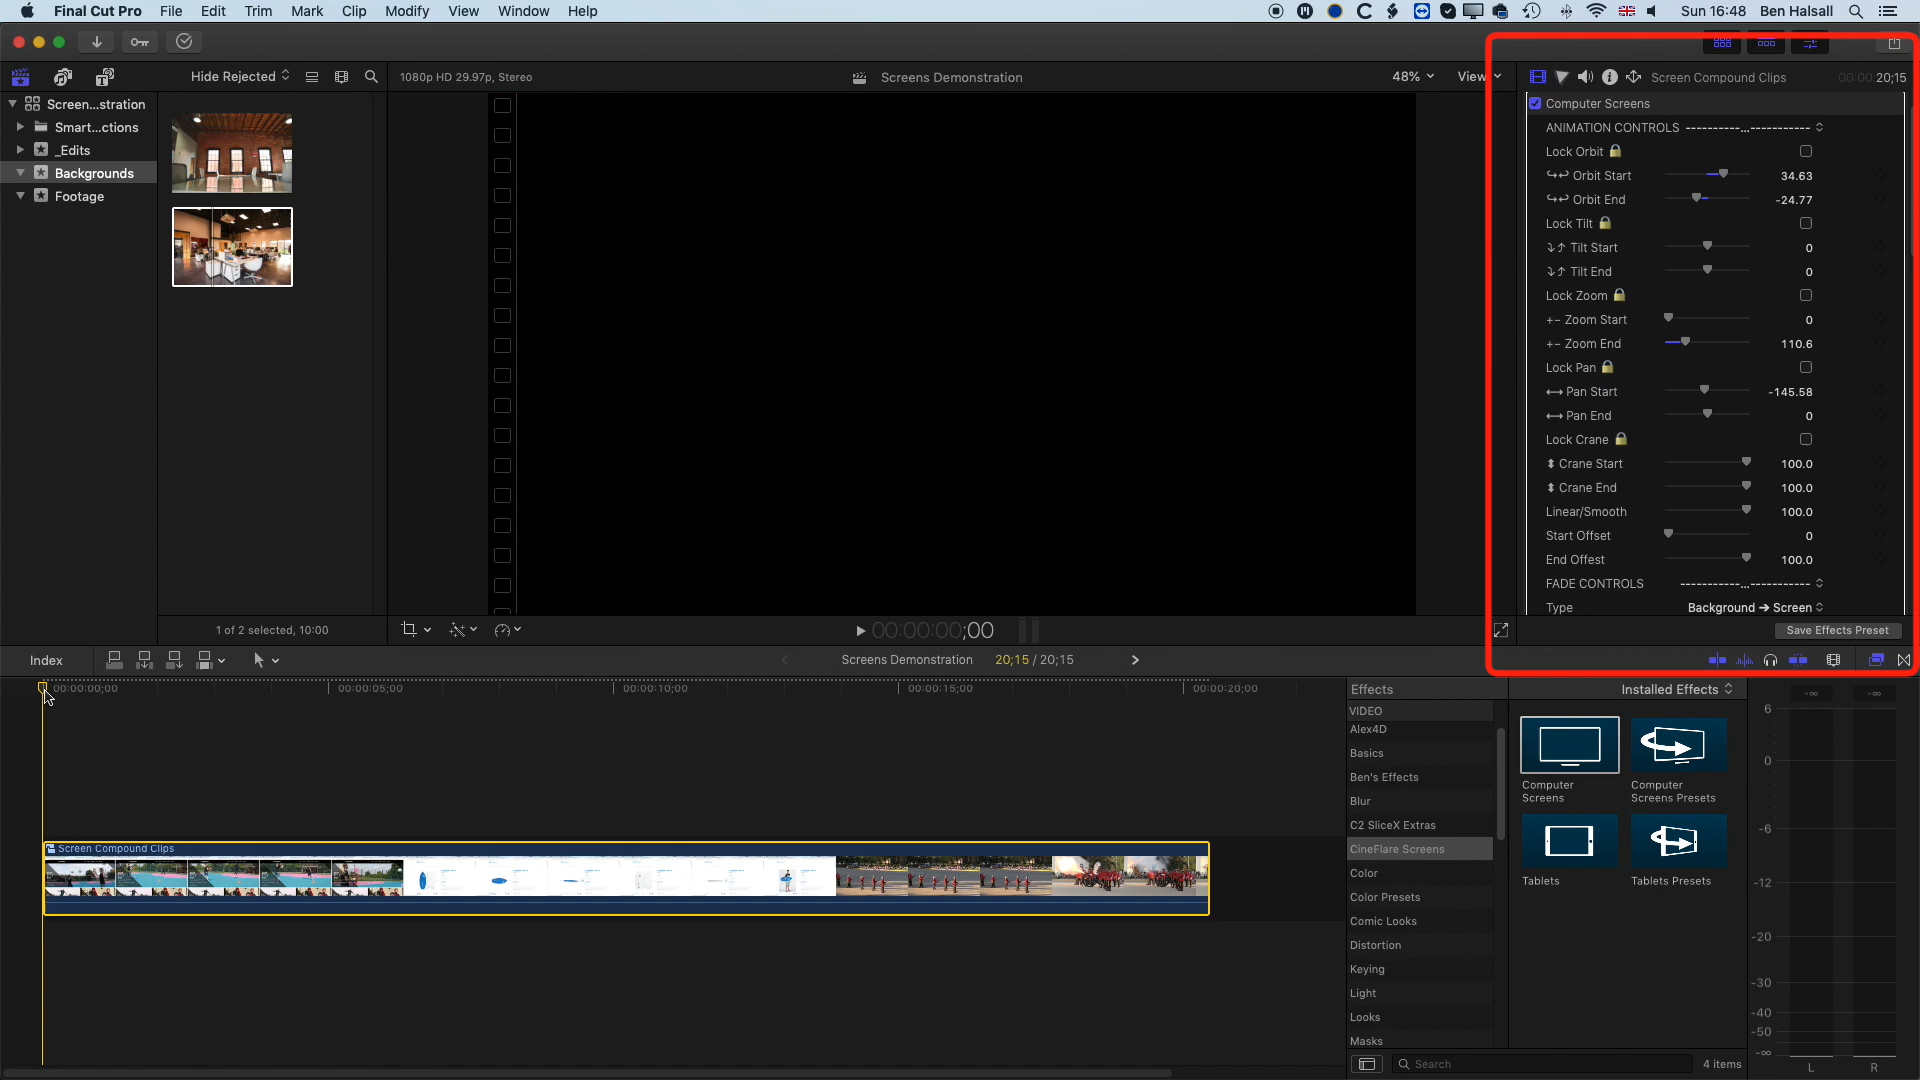 Final Cut Pro File Edit Trim Mark Clip Modify View Window Help Sun 16:48 Ben Halsall
Hide Rejected 1080p HD 29.97p, Stereo Screens Demonstration 48% View Screen Compound Clips 00:00:20;15
Screen...stration
Smart...ctions
_Edits
Backgrounds
Footage
Computer Screens
ANIMATION CONTROLS ----------...-----------
Lock Orbit
Orbit Start 34.63
Orbit End -24.77
Lock Tilt
Tilt Start 0
Tilt End 0
Lock Zoom
+- Zoom Start 0
+- Zoom End 110.6
Lock Pan
Pan Start -145.58
Pan End 0
Lock Crane
Crane Start 100.0
Crane End 100.0
Linear/Smooth 100.0
Start Offset 0
End Offest 100.0
FADE CONTROLS -----------...-----------
Type Background → Screen
1 of 2 selected, 10:00 00:00:00;00 Save Effects Preset
Index Screens Demonstration 20;15 / 20;15
00:00:00;00 00:00:05;00 00:00:10;00 00:00:15;00 00:00:20;00
Screen Compound Clips
Effects Installed Effects
VIDEO
Alex4D
Basics
Ben's Effects
Blur
C2 SliceX Extras
CineFlare Screens
Color
Color Presets
Comic Looks
Distortion
Keying
Light
Looks
Masks
Computer
Screens
Computer
Screens Presets
Tablets
Tablets Presets
Search 4 items
-∞ -∞
6
0
-6
-12
-20
-30
-40
-50
-∞
L R